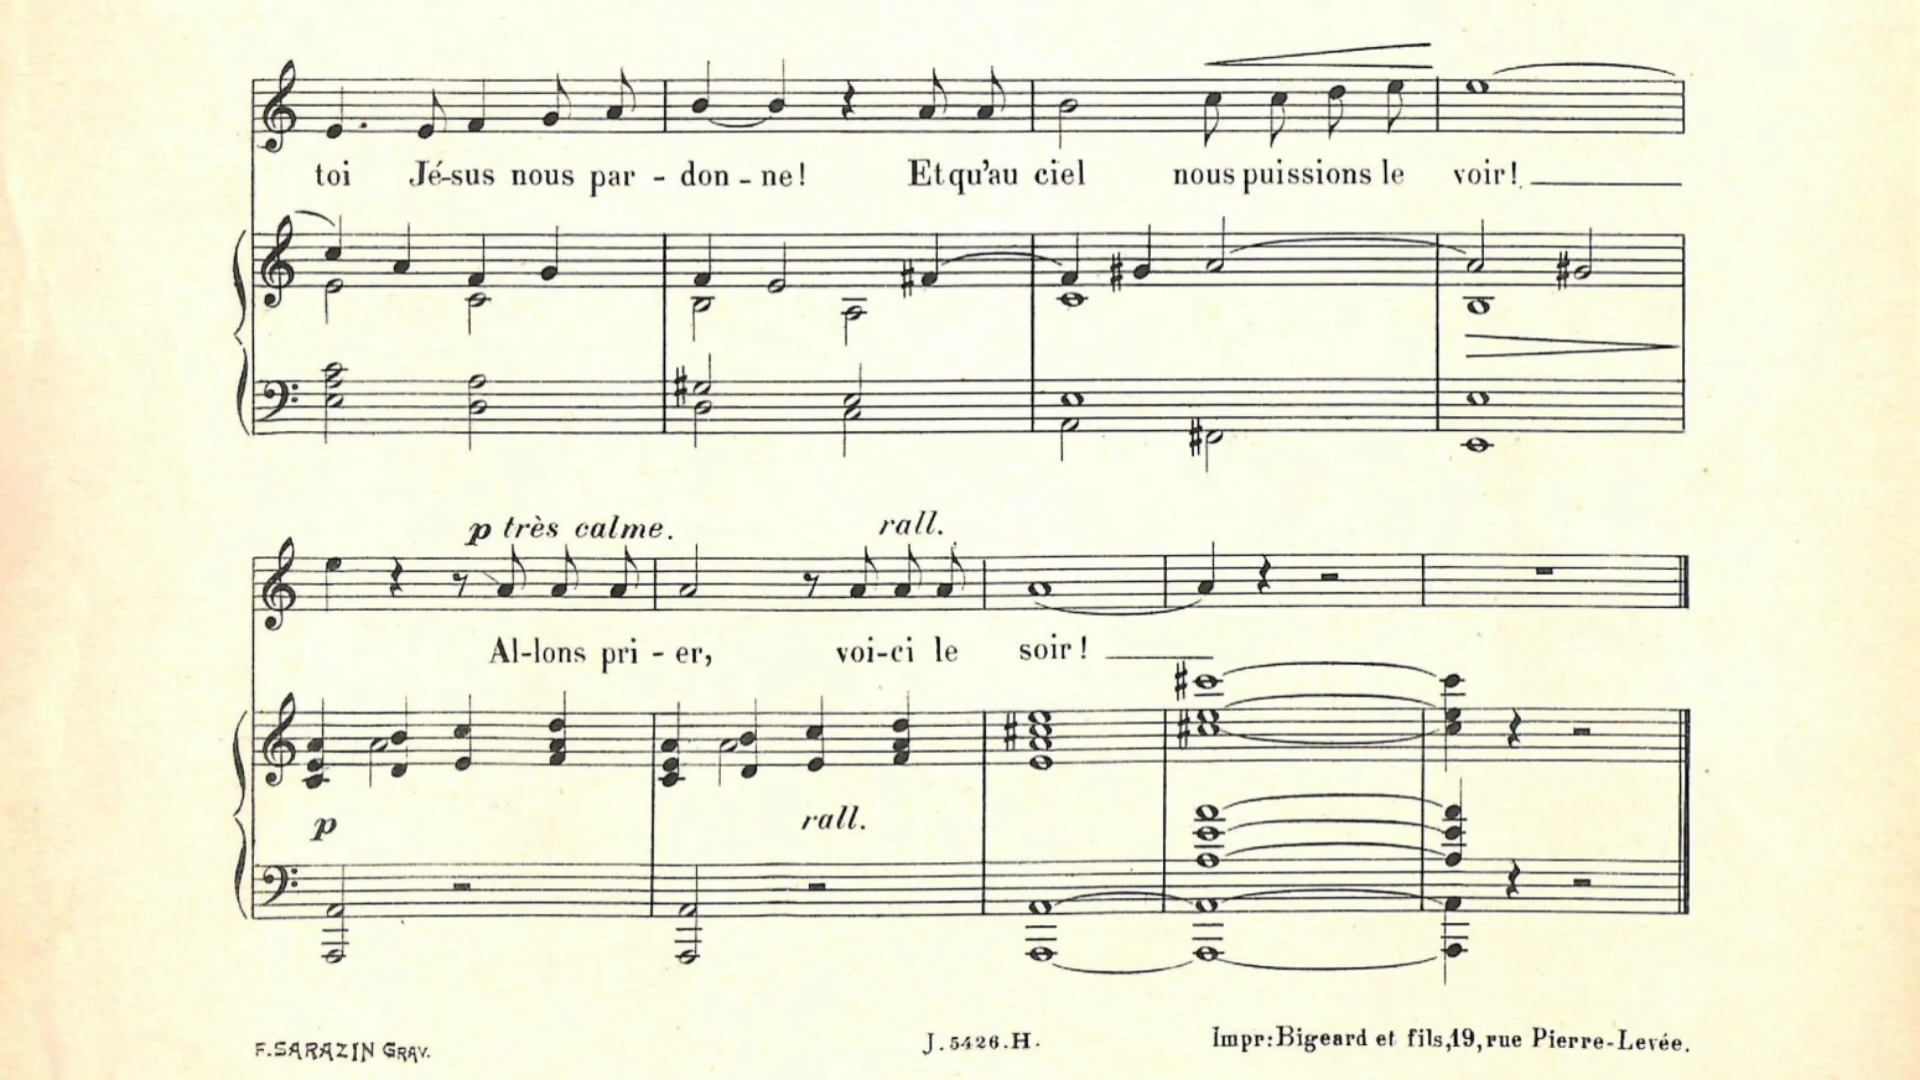 toi Jé-sus nous par - don - ne! Et qu'au ciel nous puissions le voir!
p très calme. rall.
Al-lons pri - er, voi-ci le soir!
p rall.
F. SARAZIN GRAV. J. 5426. H. Impr: Bigeard et fils, 19, rue Pierre-Levée.